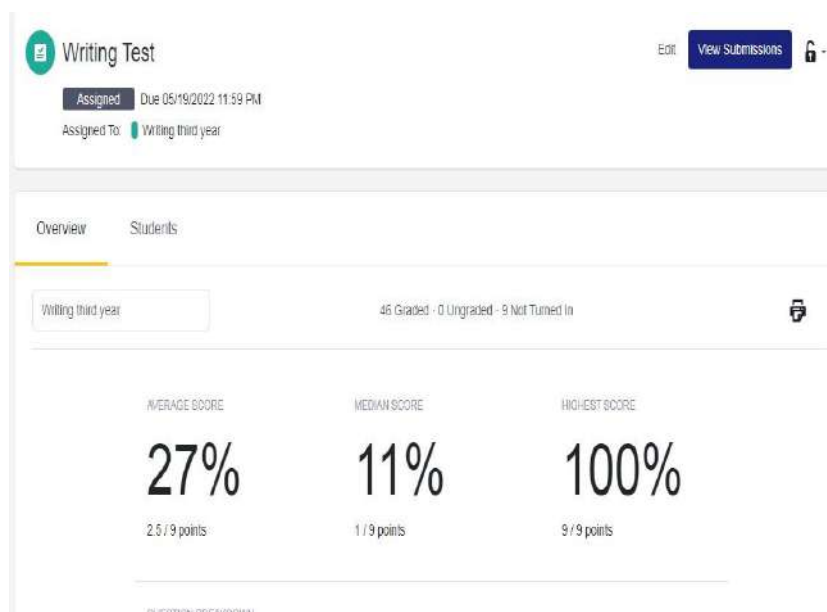 Writing Test
Edit View Submissions
Assigned Due 05/19/2022 11:59 PM
Assigned To: Writing third year
Overview Students
Writing third year 46 Graded - 0 Ungraded - 9 Not Turned In
AVERAGE SCORE MEDIAN SCORE HIGHEST SCORE
27% 11% 100%
2.5 / 9 points 1 / 9 points 9 / 9 points
QUESTION BREAKDOWN